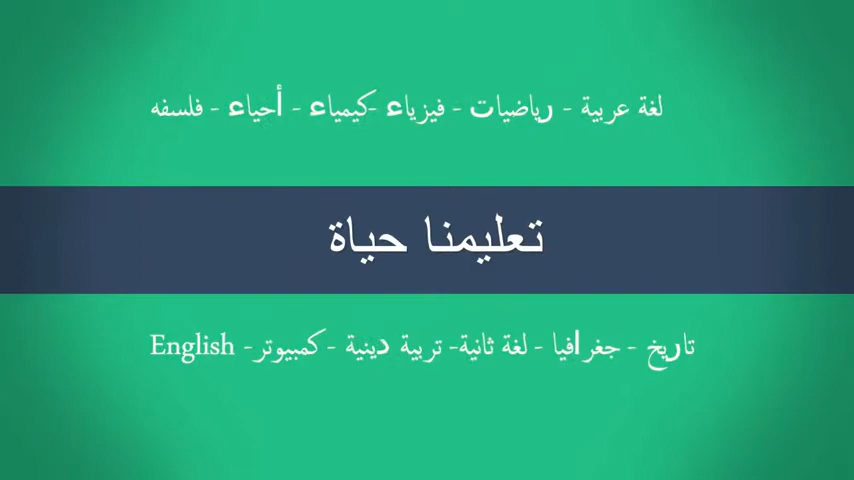 لغة عربية - رياضيات - فيزياء -كيمياء - أحياء - فلسفه
تعليمنا حياة
تاريخ - جغرافيا - لغة ثانية- تربية دينية -كمبيوتر- English